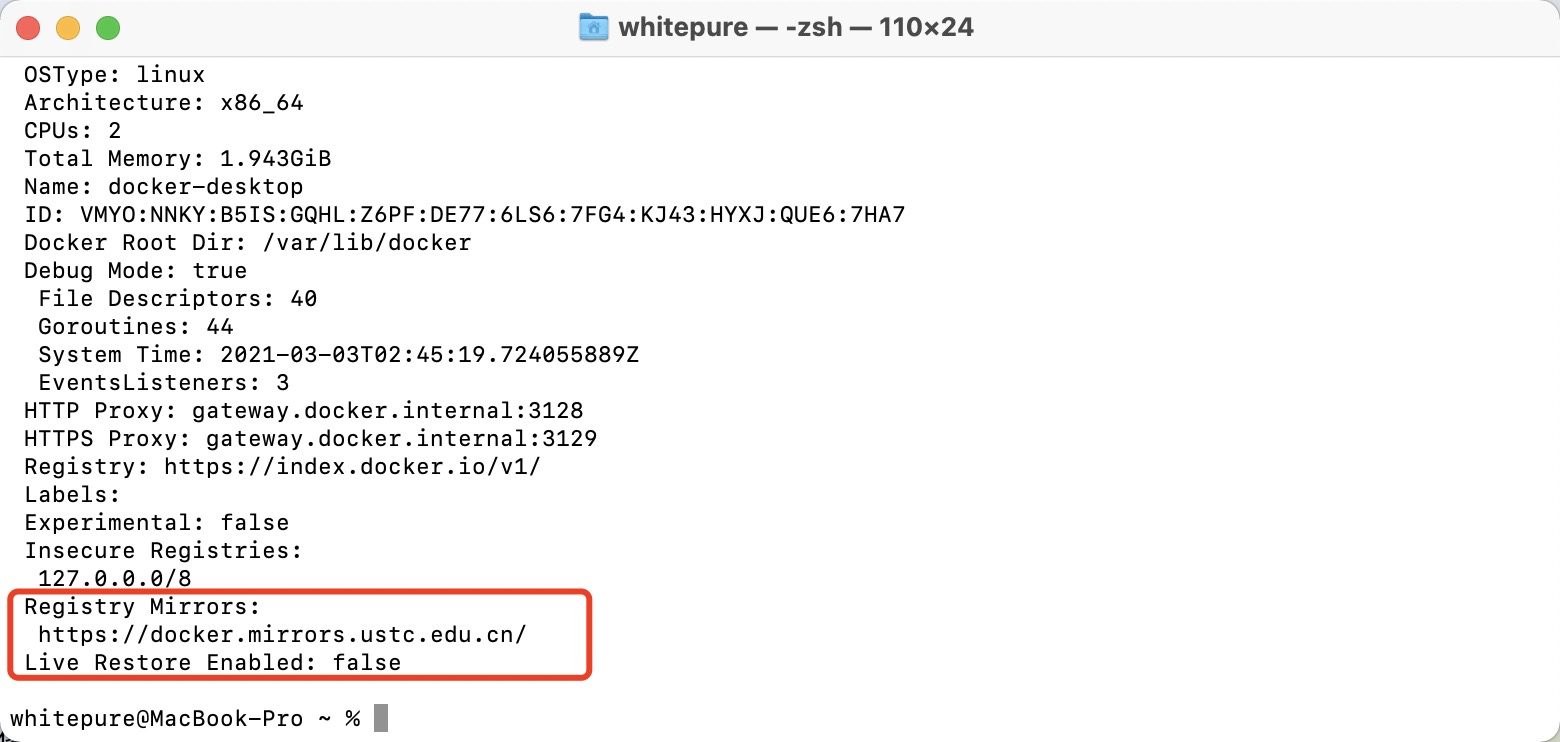 whitepure — -zsh — 110×24
OSType: linux
Architecture: x86_64
CPUs: 2
Total Memory: 1.943GiB
Name: docker-desktop
ID: VMYO:NNKY:B5IS:GQHL:Z6PF:DE77:6LS6:7FG4:KJ43:HYXJ:QUE6:7HA7
Docker Root Dir: /var/lib/docker
Debug Mode: true
File Descriptors: 40
Goroutines: 44
System Time: 2021-03-03T02:45:19.724055889Z
EventsListeners: 3
HTTP Proxy: gateway.docker.internal:3128
HTTPS Proxy: gateway.docker.internal:3129
Registry: https://index.docker.io/v1/
Labels:
Experimental: false
Insecure Registries:
127.0.0.0/8
Registry Mirrors:
https://docker.mirrors.ustc.edu.cn/
Live Restore Enabled: false
whitepure@MacBook-Pro ~ %